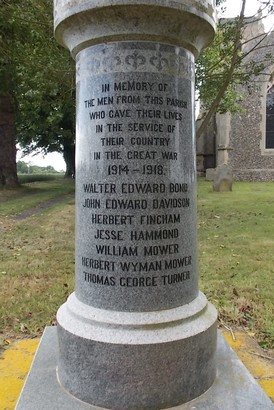 IN MEMORY OF
THE MEN FROM THIS PARISH
WHO GAVE THEIR LIVES
IN THE SERVICE OF
THEIR COUNTRY
IN THE GREAT WAR
1914-1918.
WALTER EDWARD BOND
JOHN EDWARD DAVIDSON
HERBERT FINCHAM
JESSE HAMMOND
WILLIAM MOWER
HERBERT WYMAN MOWER
THOMAS GEORGE TURNER